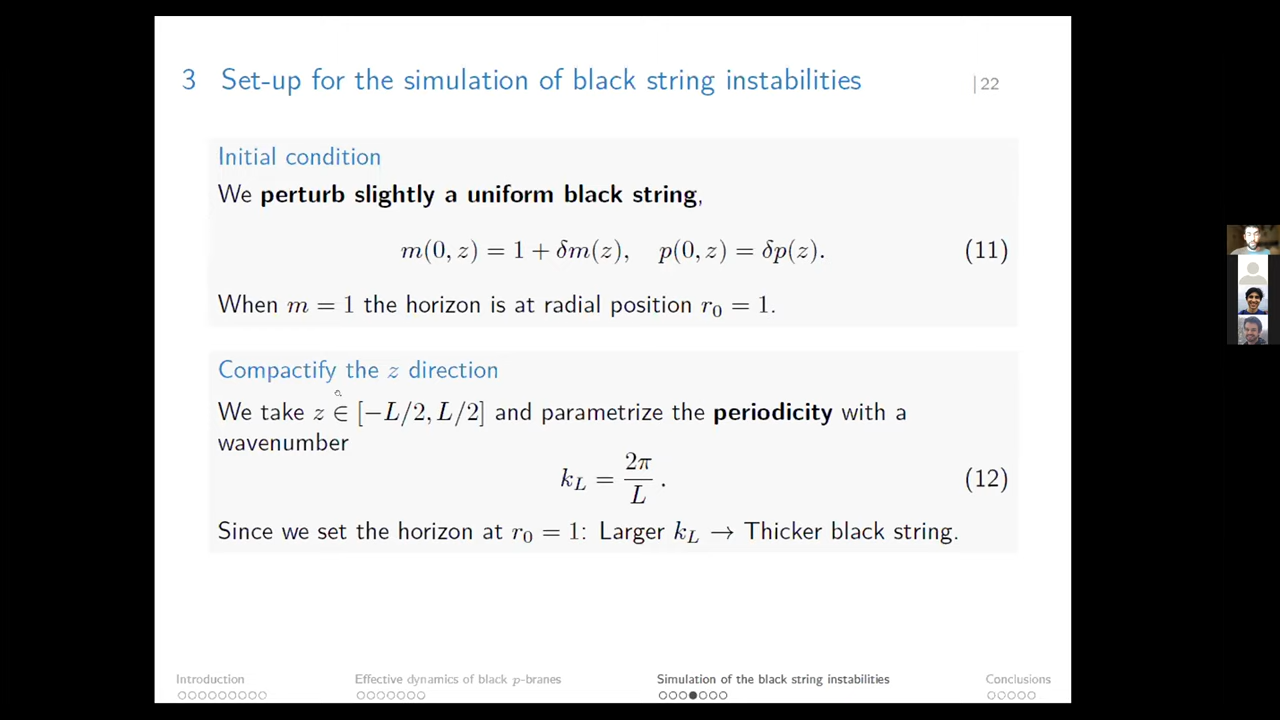 3 Set-up for the simulation of black string instabilities |22
Initial condition
We perturb slightly a uniform black string,
m(0, z) = 1 + δm(z), p(0, z) = δp(z). (11)
When m = 1 the horizon is at radial position r₀ = 1.
Compactify the z direction
We take z ∈ [−L/2, L/2] and parametrize the periodicity with a
wavenumber
k_L = 2π/L . (12)
Since we set the horizon at r₀ = 1: Larger k_L → Thicker black string.
Introduction Effective dynamics of black p-branes Simulation of the black string instabilities Conclusions